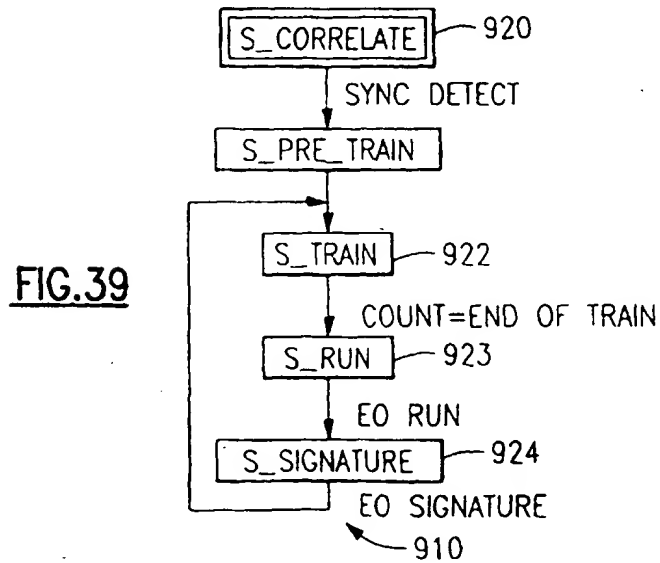 S_CORRELATE
920
SYNC DETECT
S_PRE_TRAIN
S_TRAIN
922
FIG.39
COUNT=END OF TRAIN
S_RUN
923
EO RUN
S_SIGNATURE
924
EO SIGNATURE
910